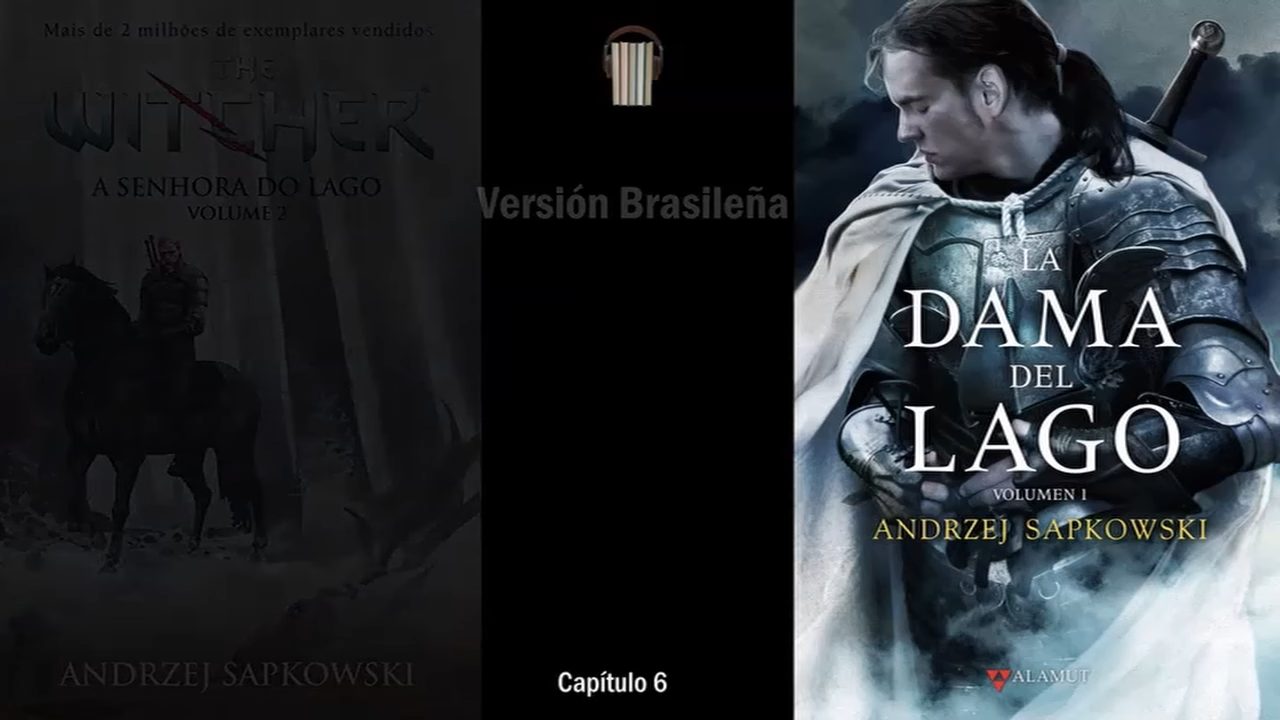 Mais de 2 milhões de exemplares vendidos
THE
WITCHER
A SENHORA DO LAGO
VOLUME 2
ANDRZEJ SAPKOWSKI
Versión Brasileña
Capítulo 6
LA
DAMA
DEL
LAGO
VOLUMEN I
ANDRZEJ SAPKOWSKI
ALAMUT